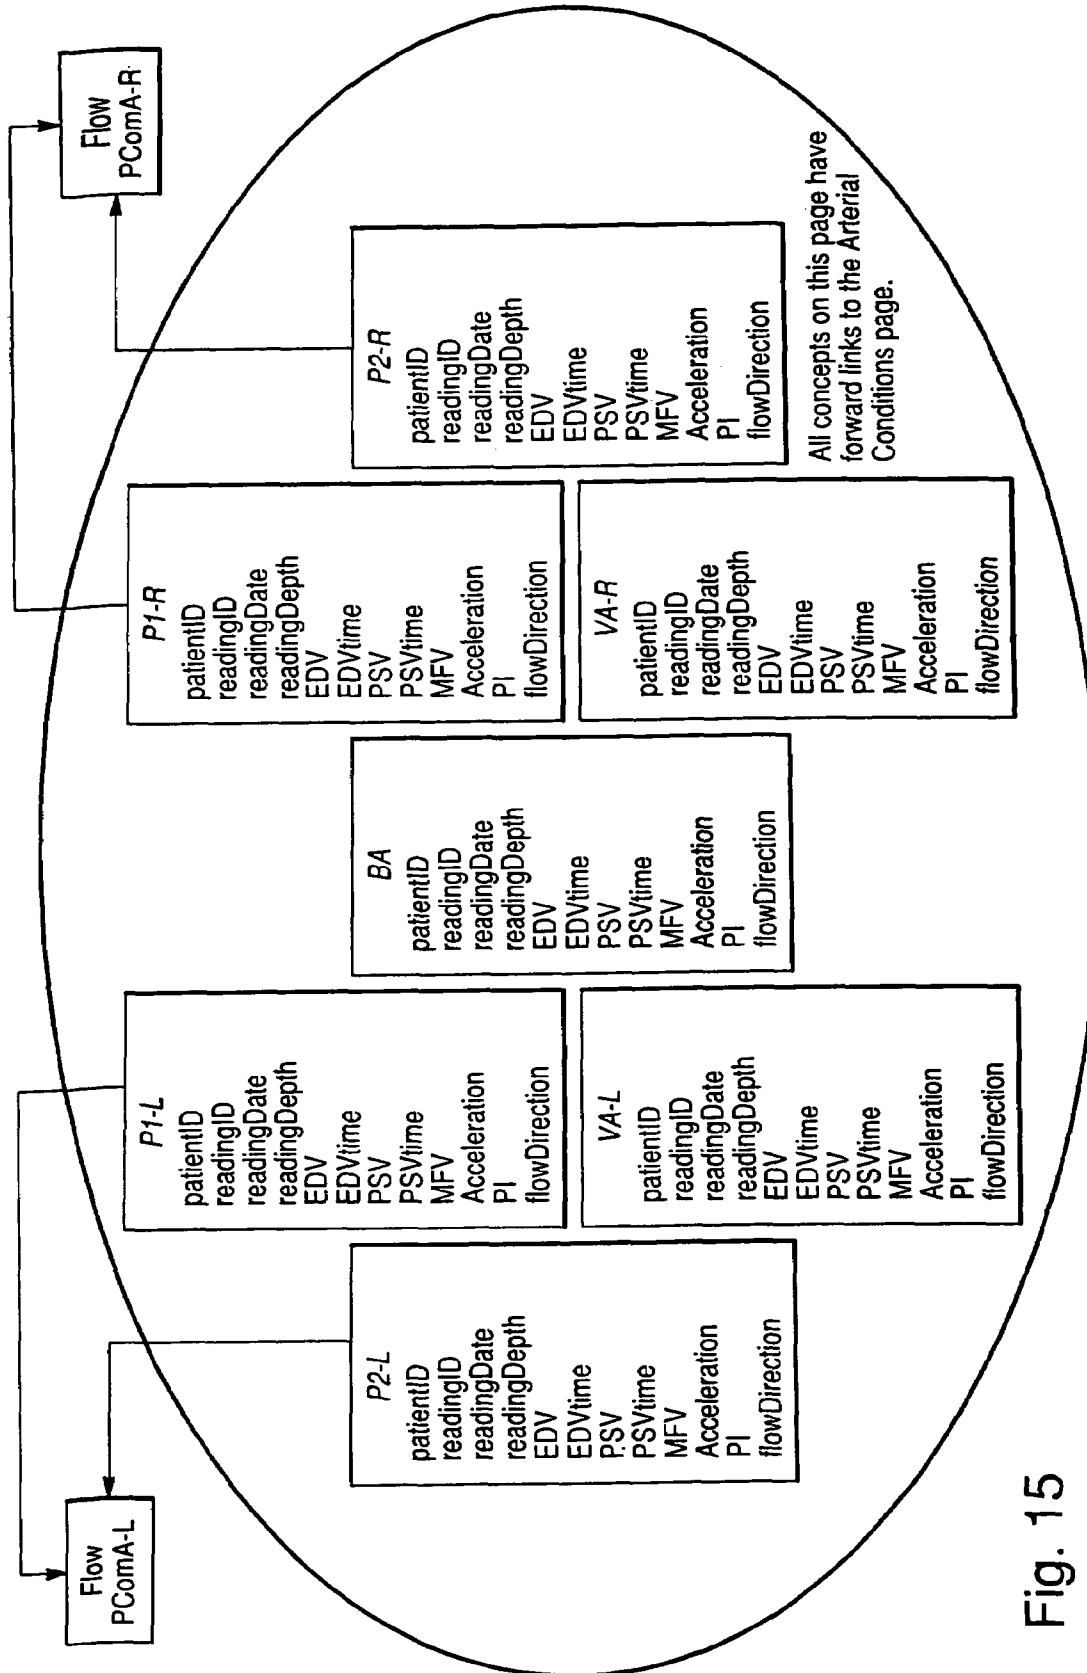 Flow
PComA-L
Flow
PComA-R
P1-L
patientID
readingID
readingDate
readingDepth
EDV
EDVtime
PSV
PSVtime
MFV
Acceleration
PI
flowDirection
P1-R
patientID
readingID
readingDate
readingDepth
EDV
EDVtime
PSV
PSVtime
MFV
Acceleration
PI
flowDirection
P2-L
patientID
readingID
readingDate
readingDepth
EDV
EDVtime
PSV
PSVtime
MFV
Acceleration
PI
flowDirection
BA
patientID
readingID
readingDate
readingDepth
EDV
EDVtime
PSV
PSVtime
MFV
Acceleration
PI
flowDirection
P2-R
patientID
readingID
readingDate
readingDepth
EDV
EDVtime
PSV
PSVtime
MFV
Acceleration
PI
flowDirection
VA-L
patientID
readingID
readingDate
readingDepth
EDV
EDVtime
PSV
PSVtime
MFV
Acceleration
PI
flowDirection
VA-R
patientID
readingID
readingDate
readingDepth
EDV
EDVtime
PSV
PSVtime
MFV
Acceleration
PI
flowDirection
All concepts on this page have
forward links to the Arterial
Conditions page.
Fig. 15